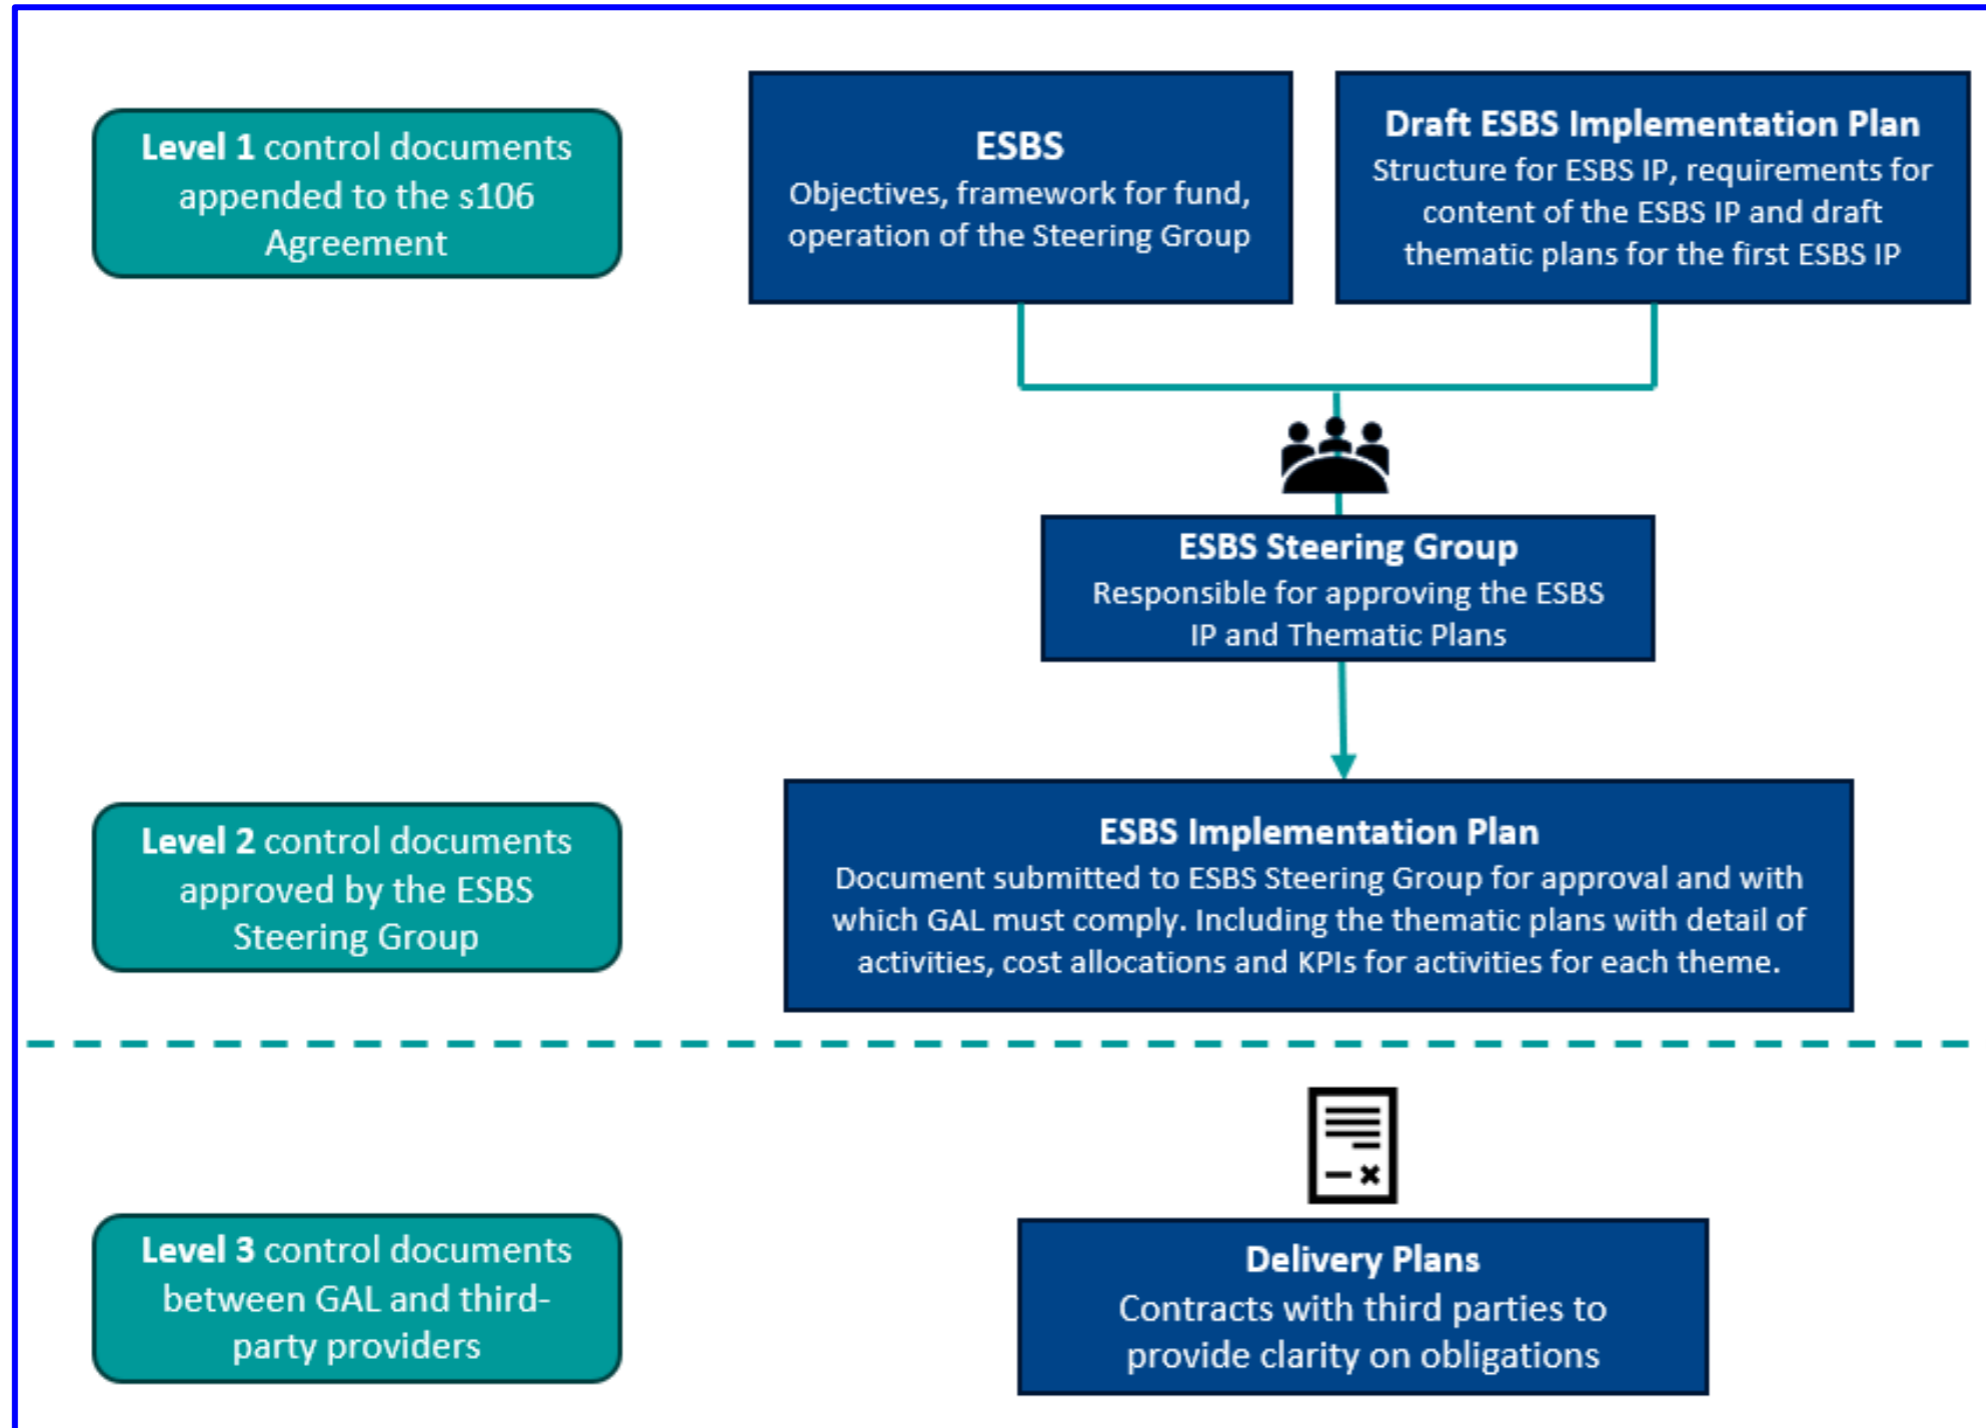 Level 1 control documents
appended to the s106
Agreement
ESBS
Objectives, framework for fund,
operation of the Steering Group
Draft ESBS Implementation Plan
Structure for ESBS IP, requirements for
content of the ESBS IP and draft
thematic plans for the first ESBS IP
ESBS Steering Group
Responsible for approving the ESBS
IP and Thematic Plans
Level 2 control documents
approved by the ESBS
Steering Group
ESBS Implementation Plan
Document submitted to ESBS Steering Group for approval and with
which GAL must comply. Including the thematic plans with detail of
activities, cost allocations and KPIs for activities for each theme.
Level 3 control documents
between GAL and third-
party providers
Delivery Plans
Contracts with third parties to
provide clarity on obligations